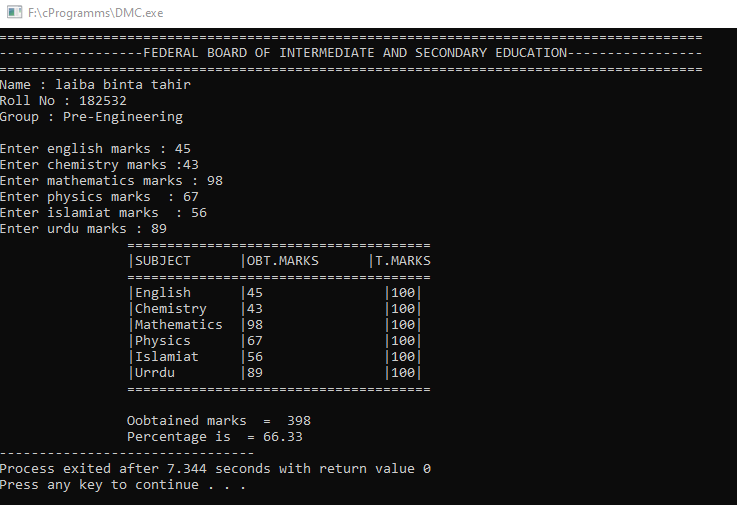 F:\cProgramms\DMC.exe
========================================================================================
------------------FEDERAL BOARD OF INTERMEDIATE AND SECONDARY EDUCATION-----------------
========================================================================================
Name : laiba binta tahir
Roll No : 182532
Group : Pre-Engineering
Enter english marks : 45
Enter chemistry marks :43
Enter mathematics marks : 98
Enter physics marks  : 67
Enter islamiat marks  : 56
Enter urdu marks : 89
======================================
|SUBJECT      |OBT.MARKS      |T.MARKS
======================================
|English      |45               |100|
|Chemistry    |43               |100|
|Mathematics  |98               |100|
|Physics      |67               |100|
|Islamiat     |56               |100|
|Urrdu        |89               |100|
======================================
Oobtained marks  =  398
Percentage is  = 66.33
--------------------------------
Process exited after 7.344 seconds with return value 0
Press any key to continue . . .